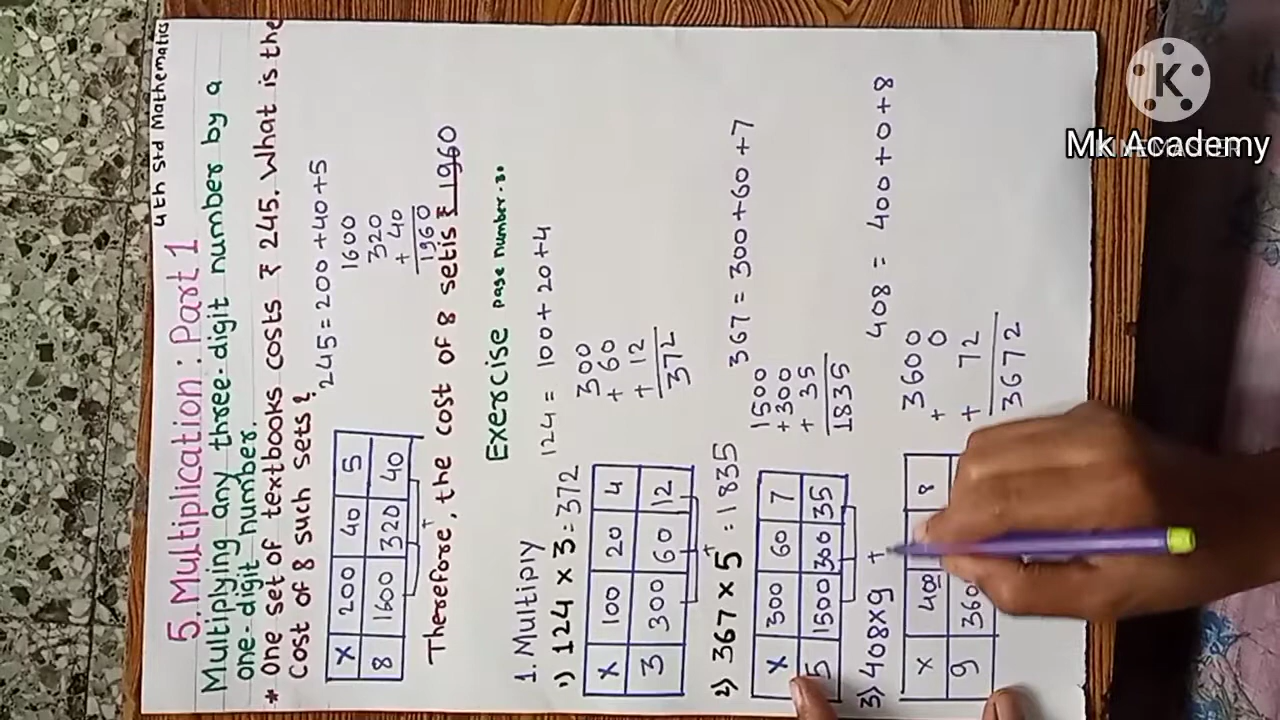 4th Std Mathematics
5. Multiplication: Part 1
Multiplying any three-digit number by a
one-digit number.
* One set of textbooks costs ₹ 245. What is the
cost of 8 such sets?
245 = 200 + 40 + 5
X 200 40 5
8 1600 320 40
1600
320
+ 40
1960
Therefore, the cost of 8 set is ₹ 1960
Exercise page number-30
1. Multiply
1) 124 × 3 = 372
124 = 100 + 20 + 4
X 100 20 4
3 300 60 12
300
+ 60
+ 12
372
2) 367 × 5 = 1835
367 = 300 + 60 + 7
X 300 60 7
5 1500 300 35
1500
+ 300
+ 35
1835
3) 408×9
408 = 400 + 0 + 8
X 400 8
9 360
3600
+ 0
+ 72
3672
K
Mk Academy